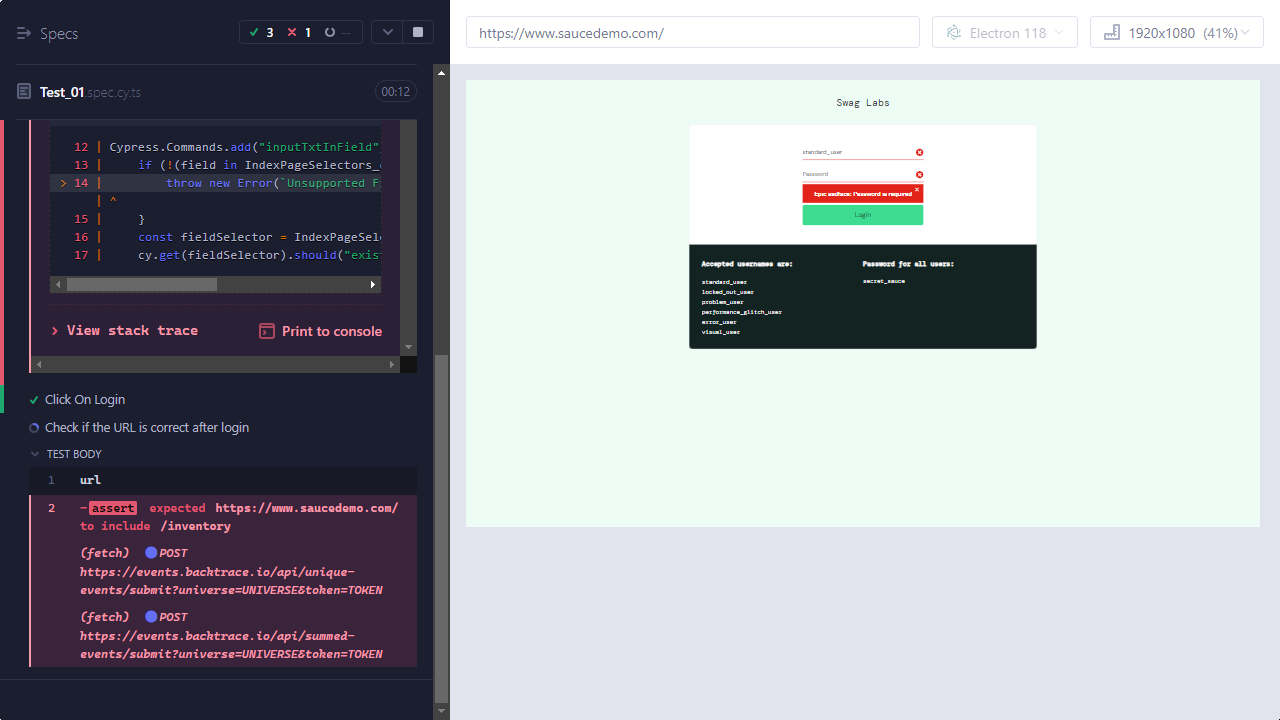 Specs
3 1 --
Test_01.spec.cy.ts
00:12
12 | Cypress.Commands.add("inputTxtInField"
13 | if (!(field in IndexPageSelectors_
> 14 | throw new Error(`Unsupported F
| ^
15 | }
16 | const fieldSelector = IndexPageSele
17 | cy.get(fieldSelector).should("exis
> View stack trace
Print to console
Click On Login
Check if the URL is correct after login
TEST BODY
1 url
2 -assert expected https://www.saucedemo.com/
to include /inventory
(fetch) POST
https://events.backtrace.io/api/unique-
events/submit?universe=UNIVERSE&token=TOKEN
(fetch) POST
https://events.backtrace.io/api/summed-
events/submit?universe=UNIVERSE&token=TOKEN
https://www.saucedemo.com/
Electron 118
1920x1080 (41%)
Swag Labs
standard_user
Password
Epic sadface: Password is required
Login
Accepted usernames are:
standard_user
locked_out_user
problem_user
performance_glitch_user
error_user
visual_user
Password for all users:
secret_sauce